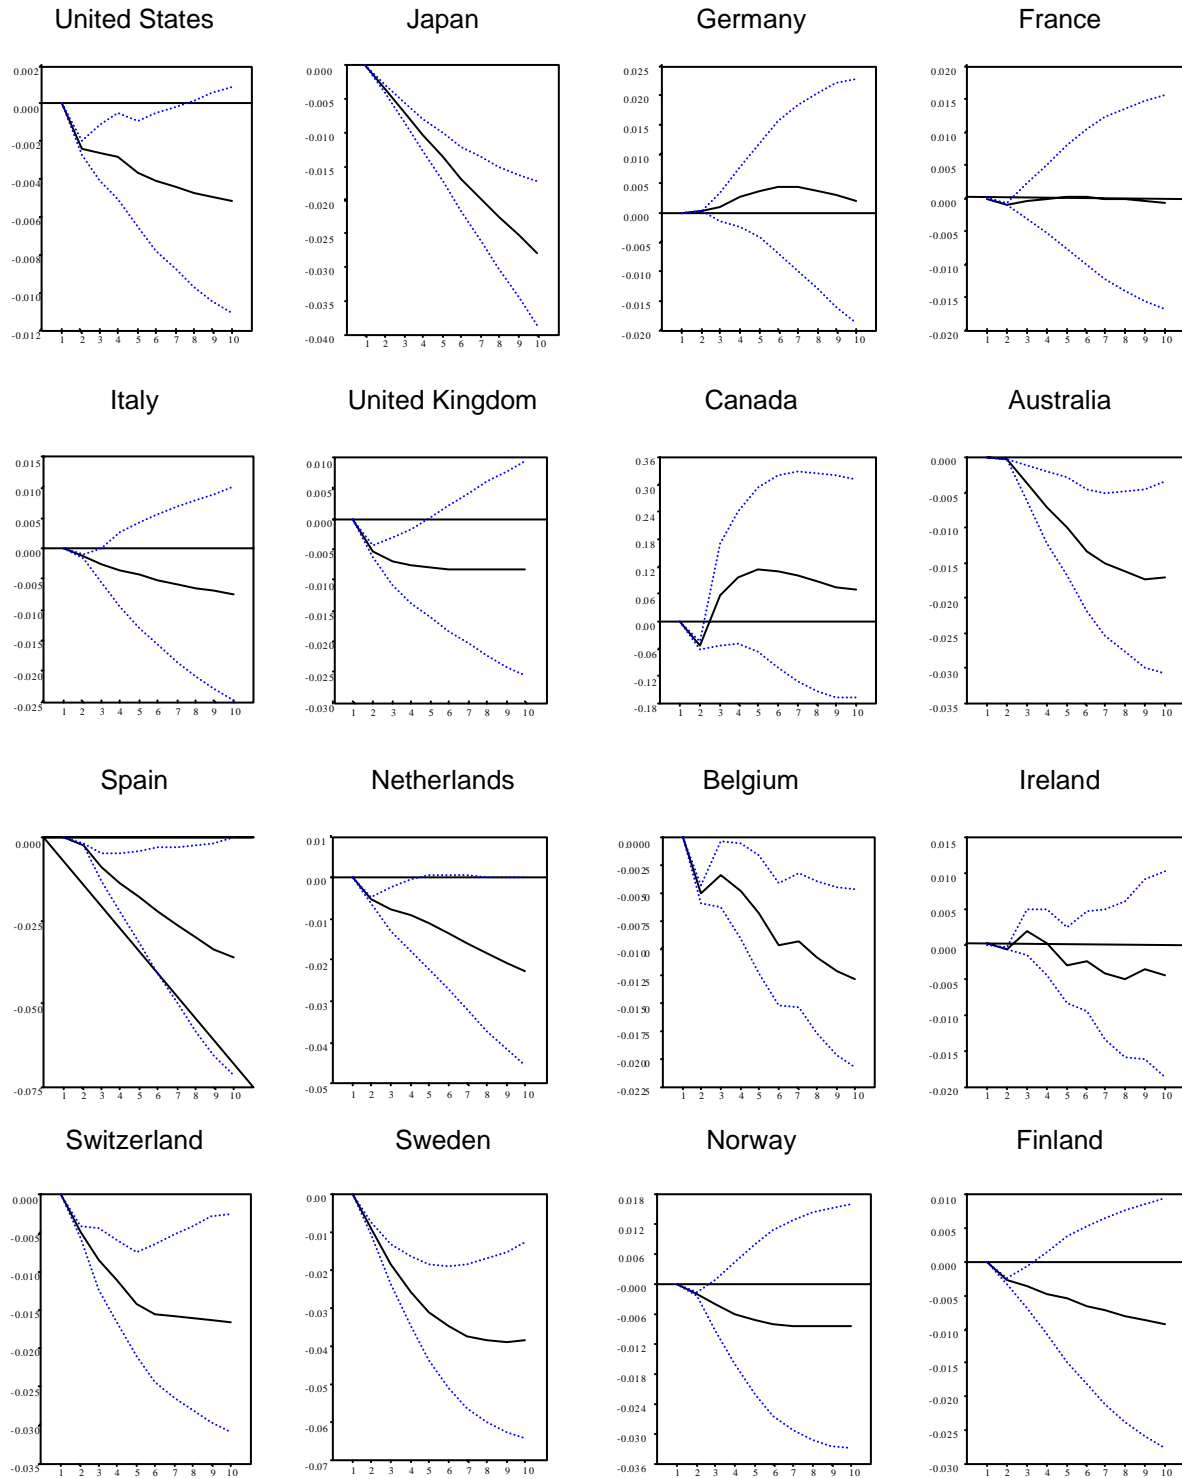 United States Japan Germany France
0.002 0.000 0.025 0.020
0.000 -0.005 0.020 0.015
-0.002 -0.010 0.015 0.010
-0.004 -0.015 0.010 0.005
-0.006 -0.020 0.005 0.000
-0.008 -0.025 0.000 -0.005
-0.010 -0.030 -0.005 -0.010
-0.012 -0.035 -0.010 -0.015
-0.040 -0.015 -0.020
-0.020
1 2 3 4 5 6 7 8 9 10 1 2 3 4 5 6 7 8 9 10 1 2 3 4 5 6 7 8 9 10 1 2 3 4 5 6 7 8 9 10
Italy United Kingdom Canada Australia
0.015 0.010 0.36 0.000
0.010 0.005 0.30 -0.005
0.005 0.000 0.24 -0.010
0.000 -0.005 0.18 -0.015
-0.005 -0.010 0.12 -0.020
-0.010 -0.015 0.06 -0.025
-0.015 -0.020 0.00 -0.030
-0.020 -0.025 -0.06 -0.035
-0.025 -0.030 -0.12
-0.18
1 2 3 4 5 6 7 8 9 10 1 2 3 4 5 6 7 8 9 10 1 2 3 4 5 6 7 8 9 10 1 2 3 4 5 6 7 8 9 10
Spain Netherlands Belgium Ireland
0.000 0.01 0.0000 0.015
-0.025 0.00 -0.0025 0.010
-0.050 -0.01 -0.0050 0.005
-0.075 -0.02 -0.0075 0.000
-0.03 -0.010 -0.005
-0.04 -0.0125 -0.010
-0.05 -0.0150 -0.015
-0.0175 -0.020
-0.020
-0.0225
1 2 3 4 5 6 7 8 9 10 1 2 3 4 5 6 7 8 9 10 1 2 3 4 5 6 7 8 9 10 1 2 3 4 5 6 7 8 9 10
Switzerland Sweden Norway Finland
0.000 0.00 0.018 0.010
-0.005 -0.01 0.012 0.005
-0.010 -0.02 0.006 0.000
-0.015 -0.03 -0.000 -0.005
-0.020 -0.04 -0.006 -0.010
-0.025 -0.05 -0.012 -0.015
-0.030 -0.06 -0.018 -0.020
-0.035 -0.07 -0.024 -0.025
-0.030 -0.030
-0.036
1 2 3 4 5 6 7 8 9 10 1 2 3 4 5 6 7 8 9 10 1 2 3 4 5 6 7 8 9 10 1 2 3 4 5 6 7 8 9 10